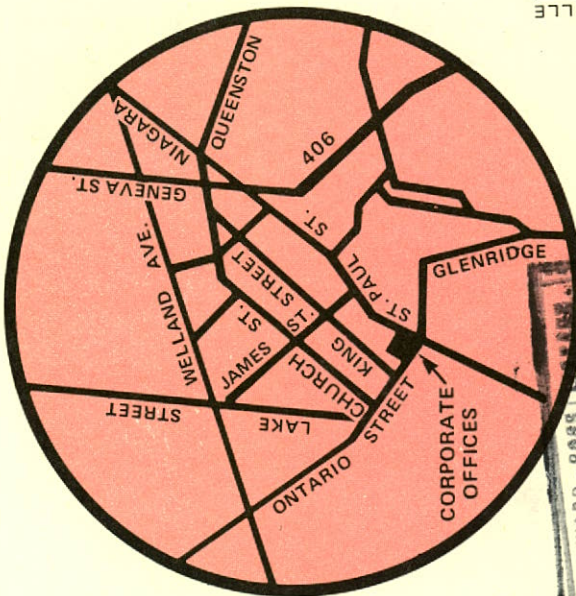 LLE
QUEENSTON
NIAGARA
406
GENEVA ST.
ST.
WELLAND AVE.
STREET
ST. PAUL
GLENRIDGE
ST.
JAMES ST.
KING
CHURCH
STREET
LAKE
ONTARIO STREET
CORPORATE
OFFICES